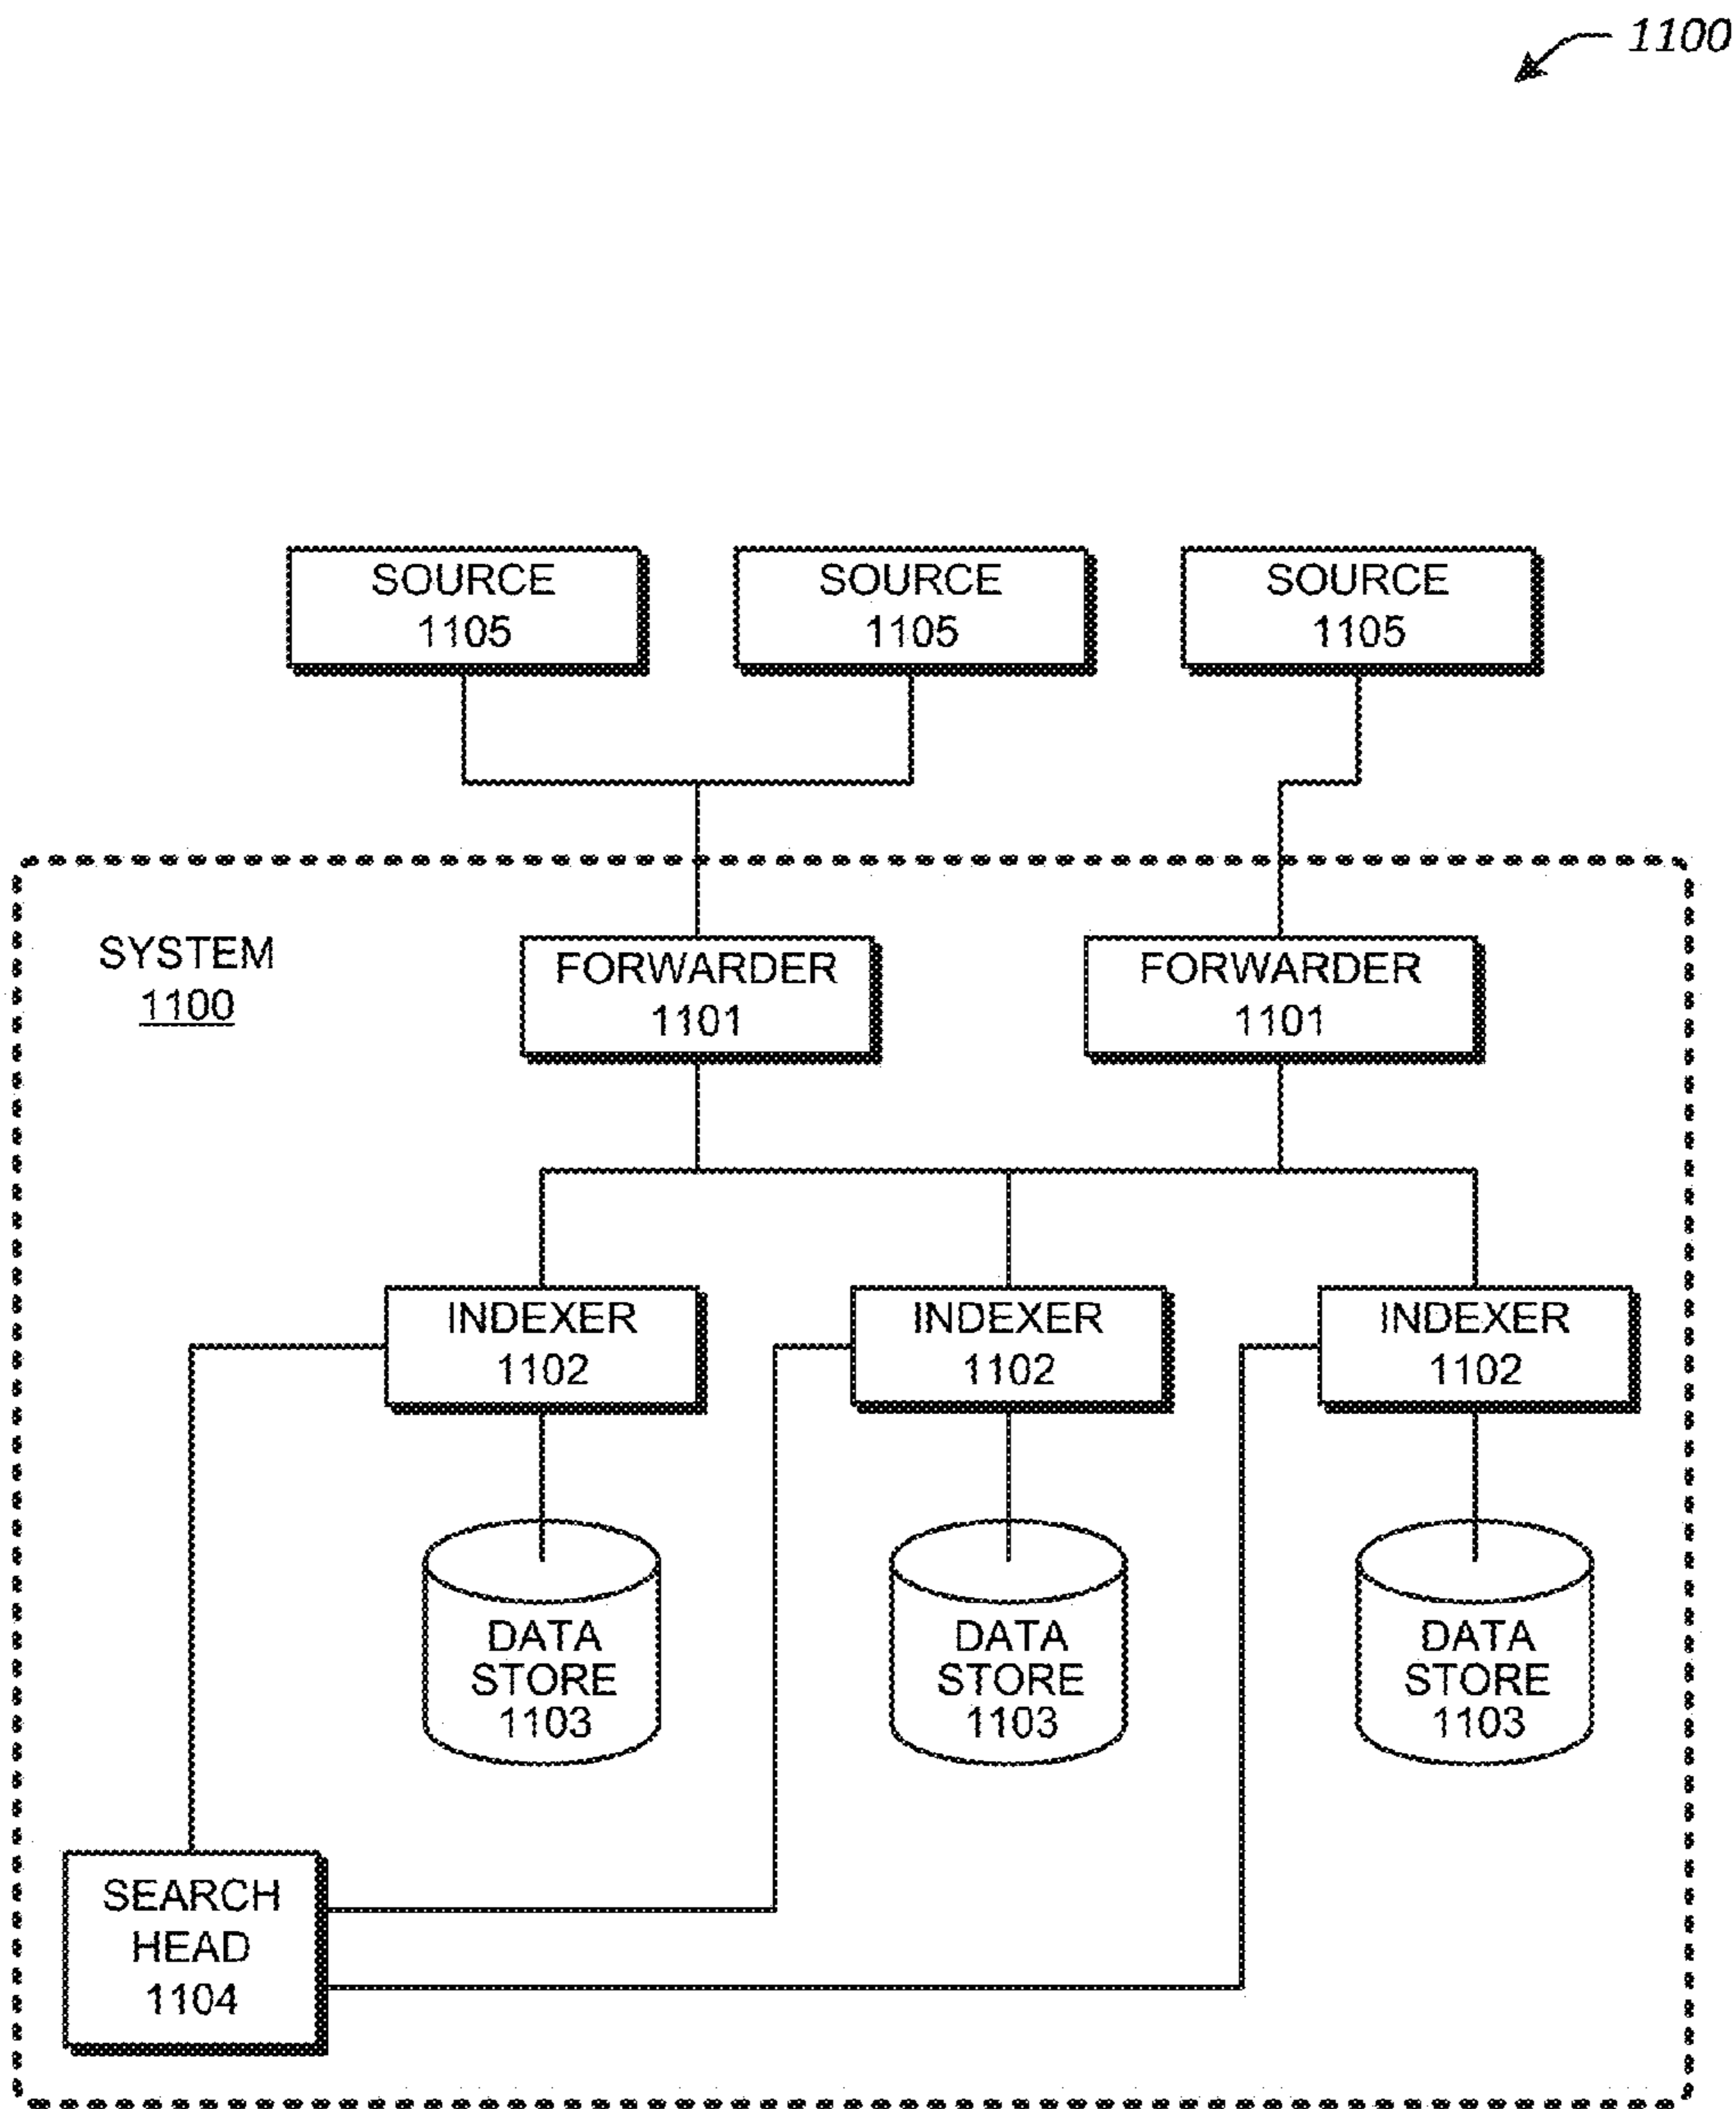 1100
SOURCE
1105
SOURCE
1105
SOURCE
1105
SYSTEM
1100
FORWARDER
1101
FORWARDER
1101
INDEXER
1102
INDEXER
1102
INDEXER
1102
DATA
STORE
1103
DATA
STORE
1103
DATA
STORE
1103
SEARCH
HEAD
1104